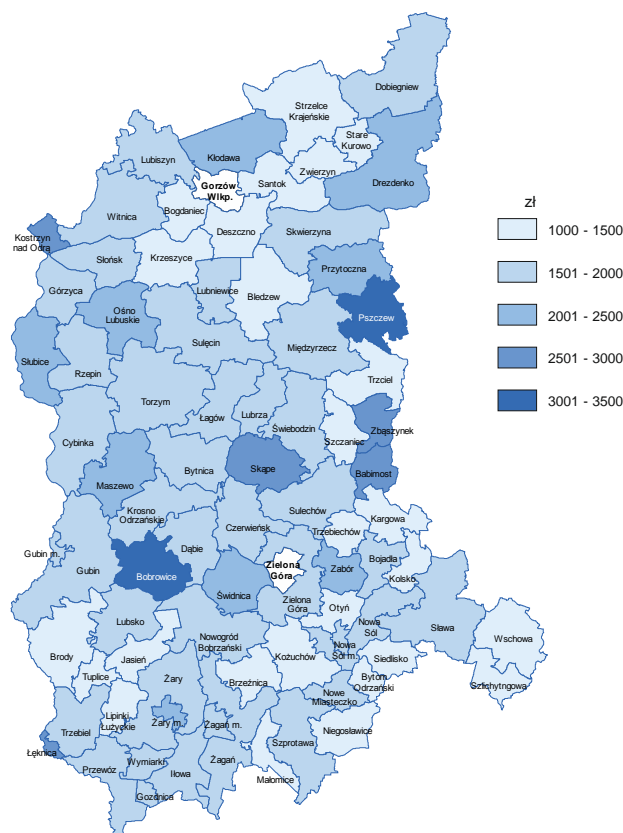 Dobiegniew
Strzelce
Krajeńskie
Stare
Kurowo
Lubiszyn
Kłodawa
Zwierzyn
Drezdenko
Gorzów
Wlkp.
Santok
Witnica
Bogdaniec
Deszczno
Skwierzyna
Kostrzyn
nad Odrą
Słońsk
Krzeszyce
Przytoczna
Górzyca
Lubniewice
Bledzew
Ośno
Lubuskie
Pszczew
Słubice
Rzepin
Sulęcin
Międzyrzecz
Trzciel
Torzym
Łagów
Lubrza
Świebodzin
Zbąszynek
Szczaniec
Cybinka
Bytnica
Skąpe
Babimost
Maszewo
Krosno
Odrzańskie
Sulechów
Kargowa
Czerwieńsk
Trzebiechów
Gubin m.
Dąbie
Bojadła
Gubin
Bobrowice
Zielona
Góra
Zabór
Kolsko
Świdnica
Zielona
Góra
Otyń
Lubsko
Nowogród
Bobrzański
Nowa
Sól
Sława
Wschowa
Brody
Jasień
Kożuchów
Nowa
Sól m.
Siedlisko
Tuplice
Żary
Brzeźnica
Bytom
Odrzański
Szlichtyngowa
Nowe
Miasteczko
Lipinki
Łużyckie
Żary m.
Żagań m.
Niegosławice
Trzebiel
Szprotawa
Łęknica
Przewóz
Wymiarki
Iłowa
Żagań
Małomice
Gozdnica
zł
1000 - 1500
1501 - 2000
2001 - 2500
2501 - 3000
3001 - 3500